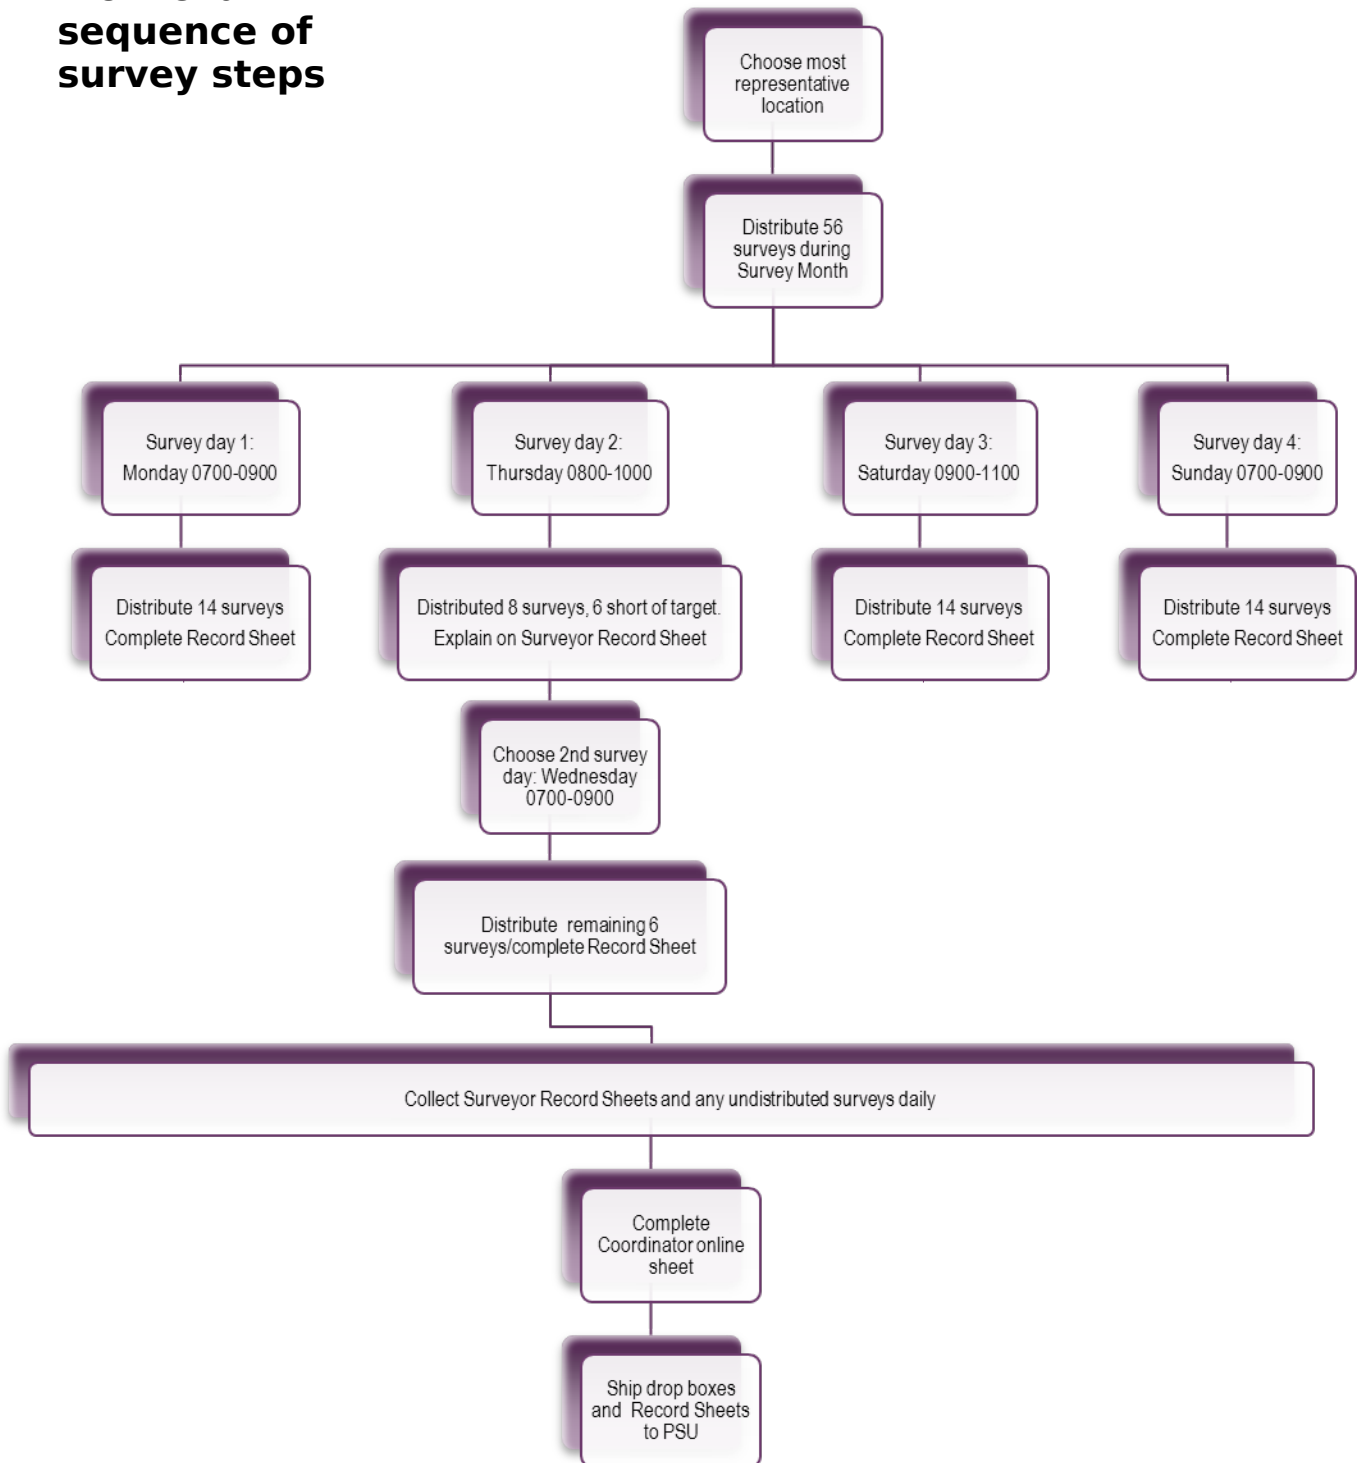 sequence of
survey steps
Choose most
representative
location
Distribute 56
surveys during
Survey Month
Survey day 1:
Monday 0700-0900
Survey day 2:
Thursday 0800-1000
Survey day 3:
Saturday 0900-1100
Survey day 4:
Sunday 0700-0900
Distribute 14 surveys
Complete Record Sheet
Distributed 8 surveys, 6 short of target.
Explain on Surveyor Record Sheet
Distribute 14 surveys
Complete Record Sheet
Distribute 14 surveys
Complete Record Sheet
Choose 2nd survey
day: Wednesday
0700-0900
Distribute remaining 6
surveys/complete Record Sheet
Collect Surveyor Record Sheets and any undistributed surveys daily
Complete
Coordinator online
sheet
Ship drop boxes
and Record Sheets
to PSU